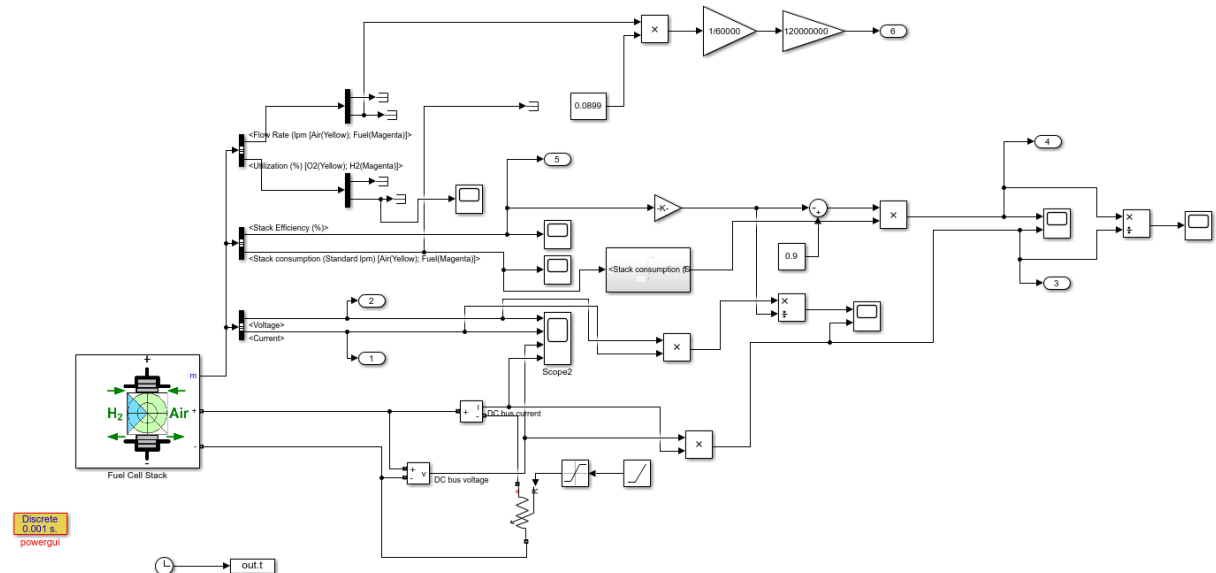 1/60000
120000000
6
0.0899
<Flow Rate (lpm [Air(Yellow); Fuel(Magenta)]>
4
5
<Utilization (%) [O2(Yellow); H2(Magenta)]>
-K-
<Stack Efficiency (%)>
0.9
<Stack consumption (Standard lpm) [Air(Yellow); Fuel(Magenta)]>
<Stack consumption (S
3
2
<Voltage>
<Current>
1
Scope2
+
m
H2 Air
+
-
-
Fuel Cell Stack
+ i
-
DC bus current
+ v
-
DC bus voltage
R
+
Discrete
0.001 s.
powergui
out.t